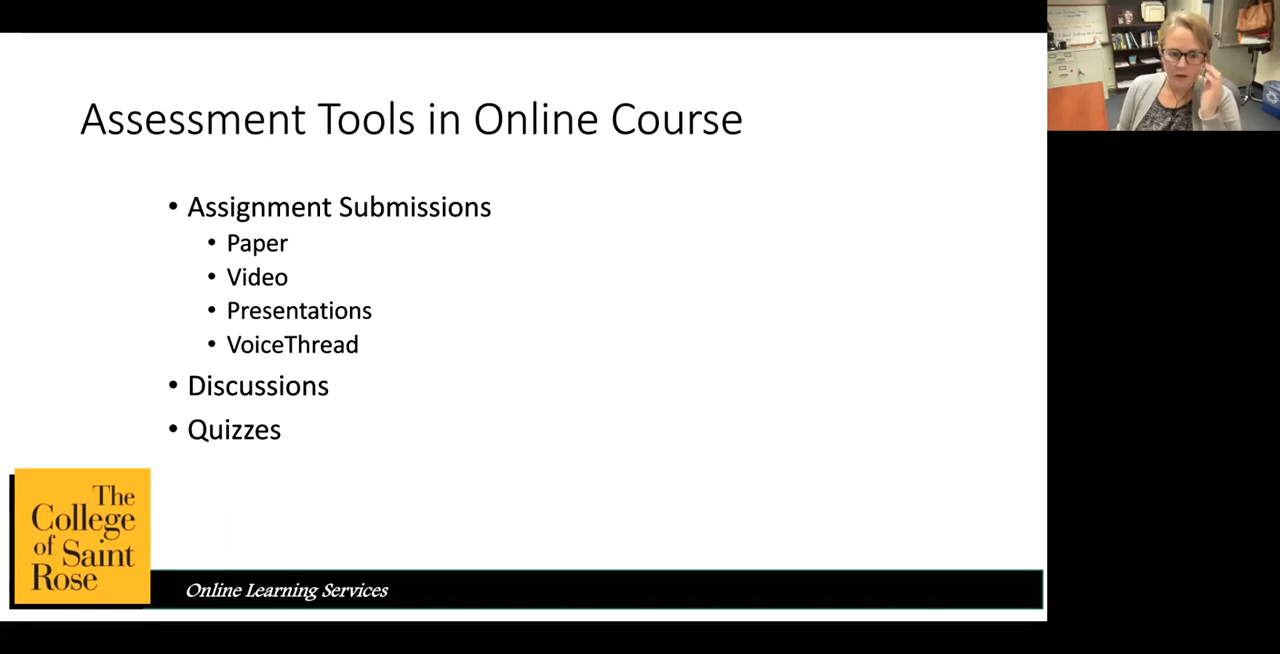 Assessment Tools in Online Course
• Assignment Submissions
• Paper
• Video
• Presentations
• VoiceThread
• Discussions
• Quizzes
The
College
of Saint
Rose
Online Learning Services